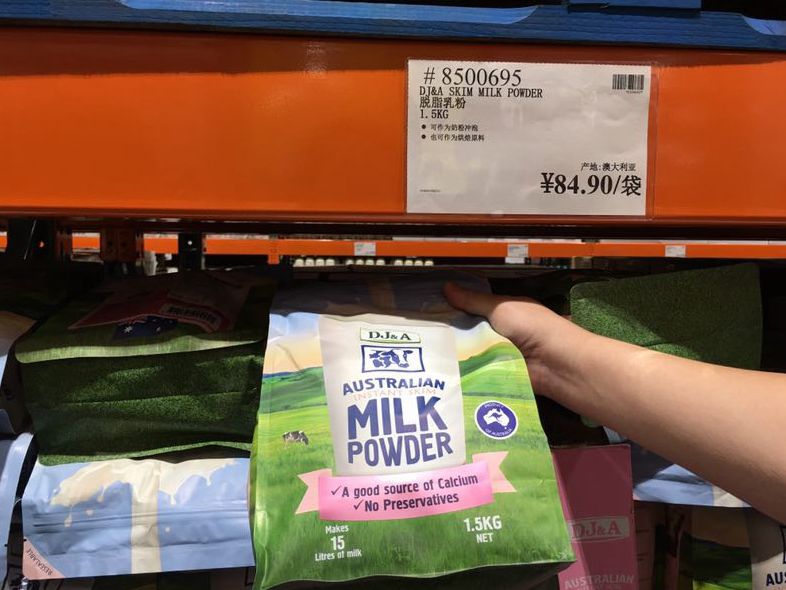 # 8500695
DJ&A SKIM MILK POWDER
脱脂乳粉
1.5KG
● 可作为奶粉冲泡
● 也可作为烘焙原料
产地:澳大利亚
¥84.90/袋
DJ&A
AUSTRALIAN
INSTANT SKIM
MILK
POWDER
✓A good source of Calcium
✓No Preservatives
Makes
15
Litres of milk
1.5KG
NET
RESEALABLE
DJ&A
AUSTRALIAN